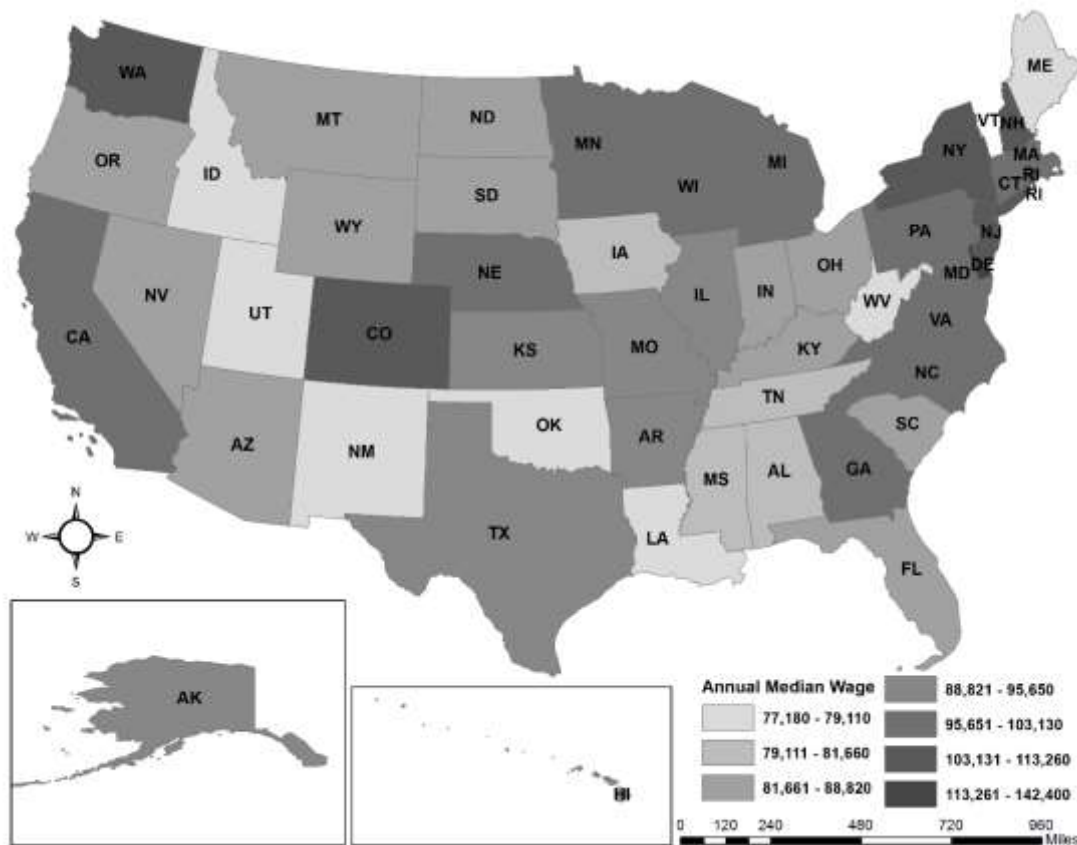 WA
ME
MT
ND
VT NH
OR
MN
NY
ID
MI
MA
WI
RI
SD
CT
RI
WY
PA
NJ
IA
NE
OH
DE
MD
NV
IL
IN
WV
UT
CA
CO
VA
KS
MO
KY
NC
TN
OK
SC
AZ
NM
AR
MS
AL
GA
TX
LA
N
W E
S
FL
AK
HI
Annual Median Wage
77,180 - 79,110
79,111 - 81,660
81,661 - 88,820
88,821 - 95,650
95,651 - 103,130
103,131 - 113,260
113,261 - 142,400
0 120 240 480 720 960
Miles